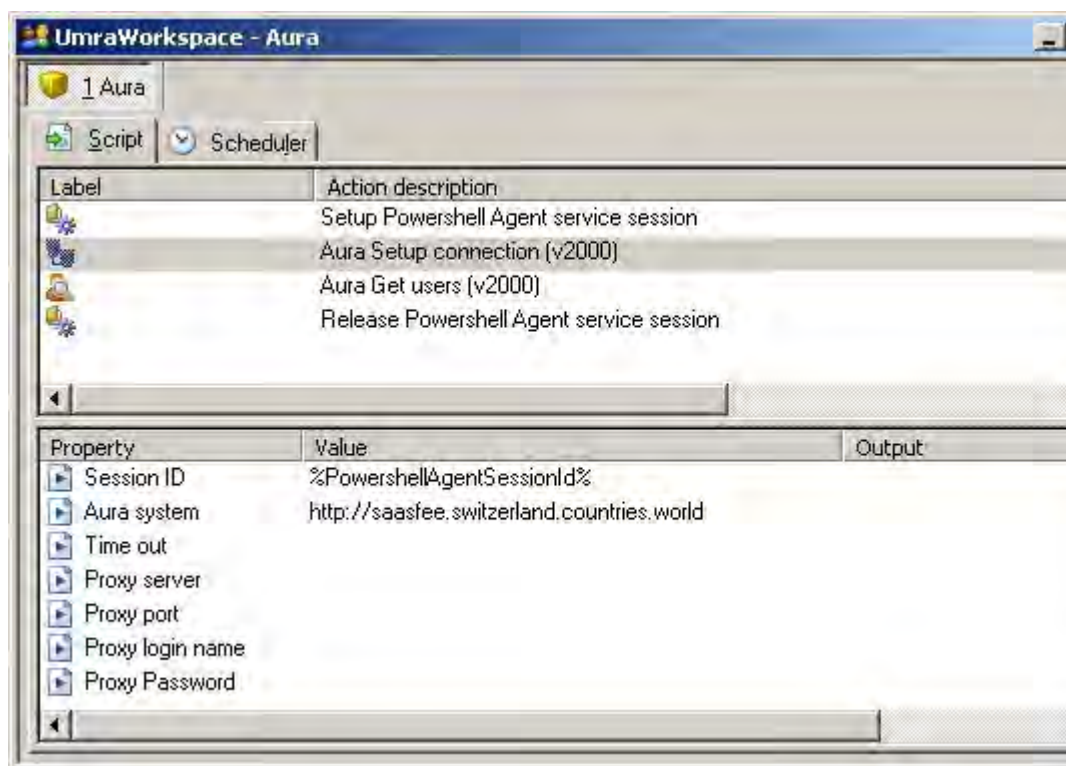 UmraWorkspace - Aura
1 Aura
Script Scheduler
Label Action description
Setup Powershell Agent service session
Aura Setup connection (v2000)
Aura Get users (v2000)
Release Powershell Agent service session
Property Value Output
Session ID %PowershellAgentSessionId%
Aura system http://saasfee.switzerland.countries.world
Time out
Proxy server
Proxy port
Proxy login name
Proxy Password